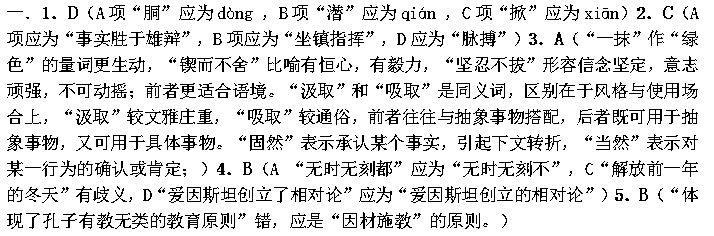 一．1．D（A项“胴”应为dòng ，B项“潜”应为qián ，C项“掀”应为xiān）2．C（A
项应为“事实胜于雄辩”，B项应为“坐镇指挥”，D应为“脉搏”）3．A（“一抹”作“绿
色”的量词更生动，“锲而不舍”比喻有恒心，有毅力，“坚忍不拔”形容信念坚定，意志
顽强，不可动摇；前者更适合语境。“汲取”和“吸取”是同义词，区别在于风格与使用场
合上，“汲取”较文雅庄重，“吸取”较通俗，前者往往与抽象事物搭配，后者既可用于抽
象事物，又可用于具体事物。“固然”表示承认某个事实，引起下文转折，“当然”表示对
某一行为的确认或肯定；）4．B（A “无时无刻都”应为“无时无刻不”，C“解放前一年
的冬天”有歧义，D“爱因斯坦创立了相对论”应为“爱因斯坦创立的相对论”）5．B（“体
现了孔子有教无类的教育原则”错，应是“因材施教”的原则。）